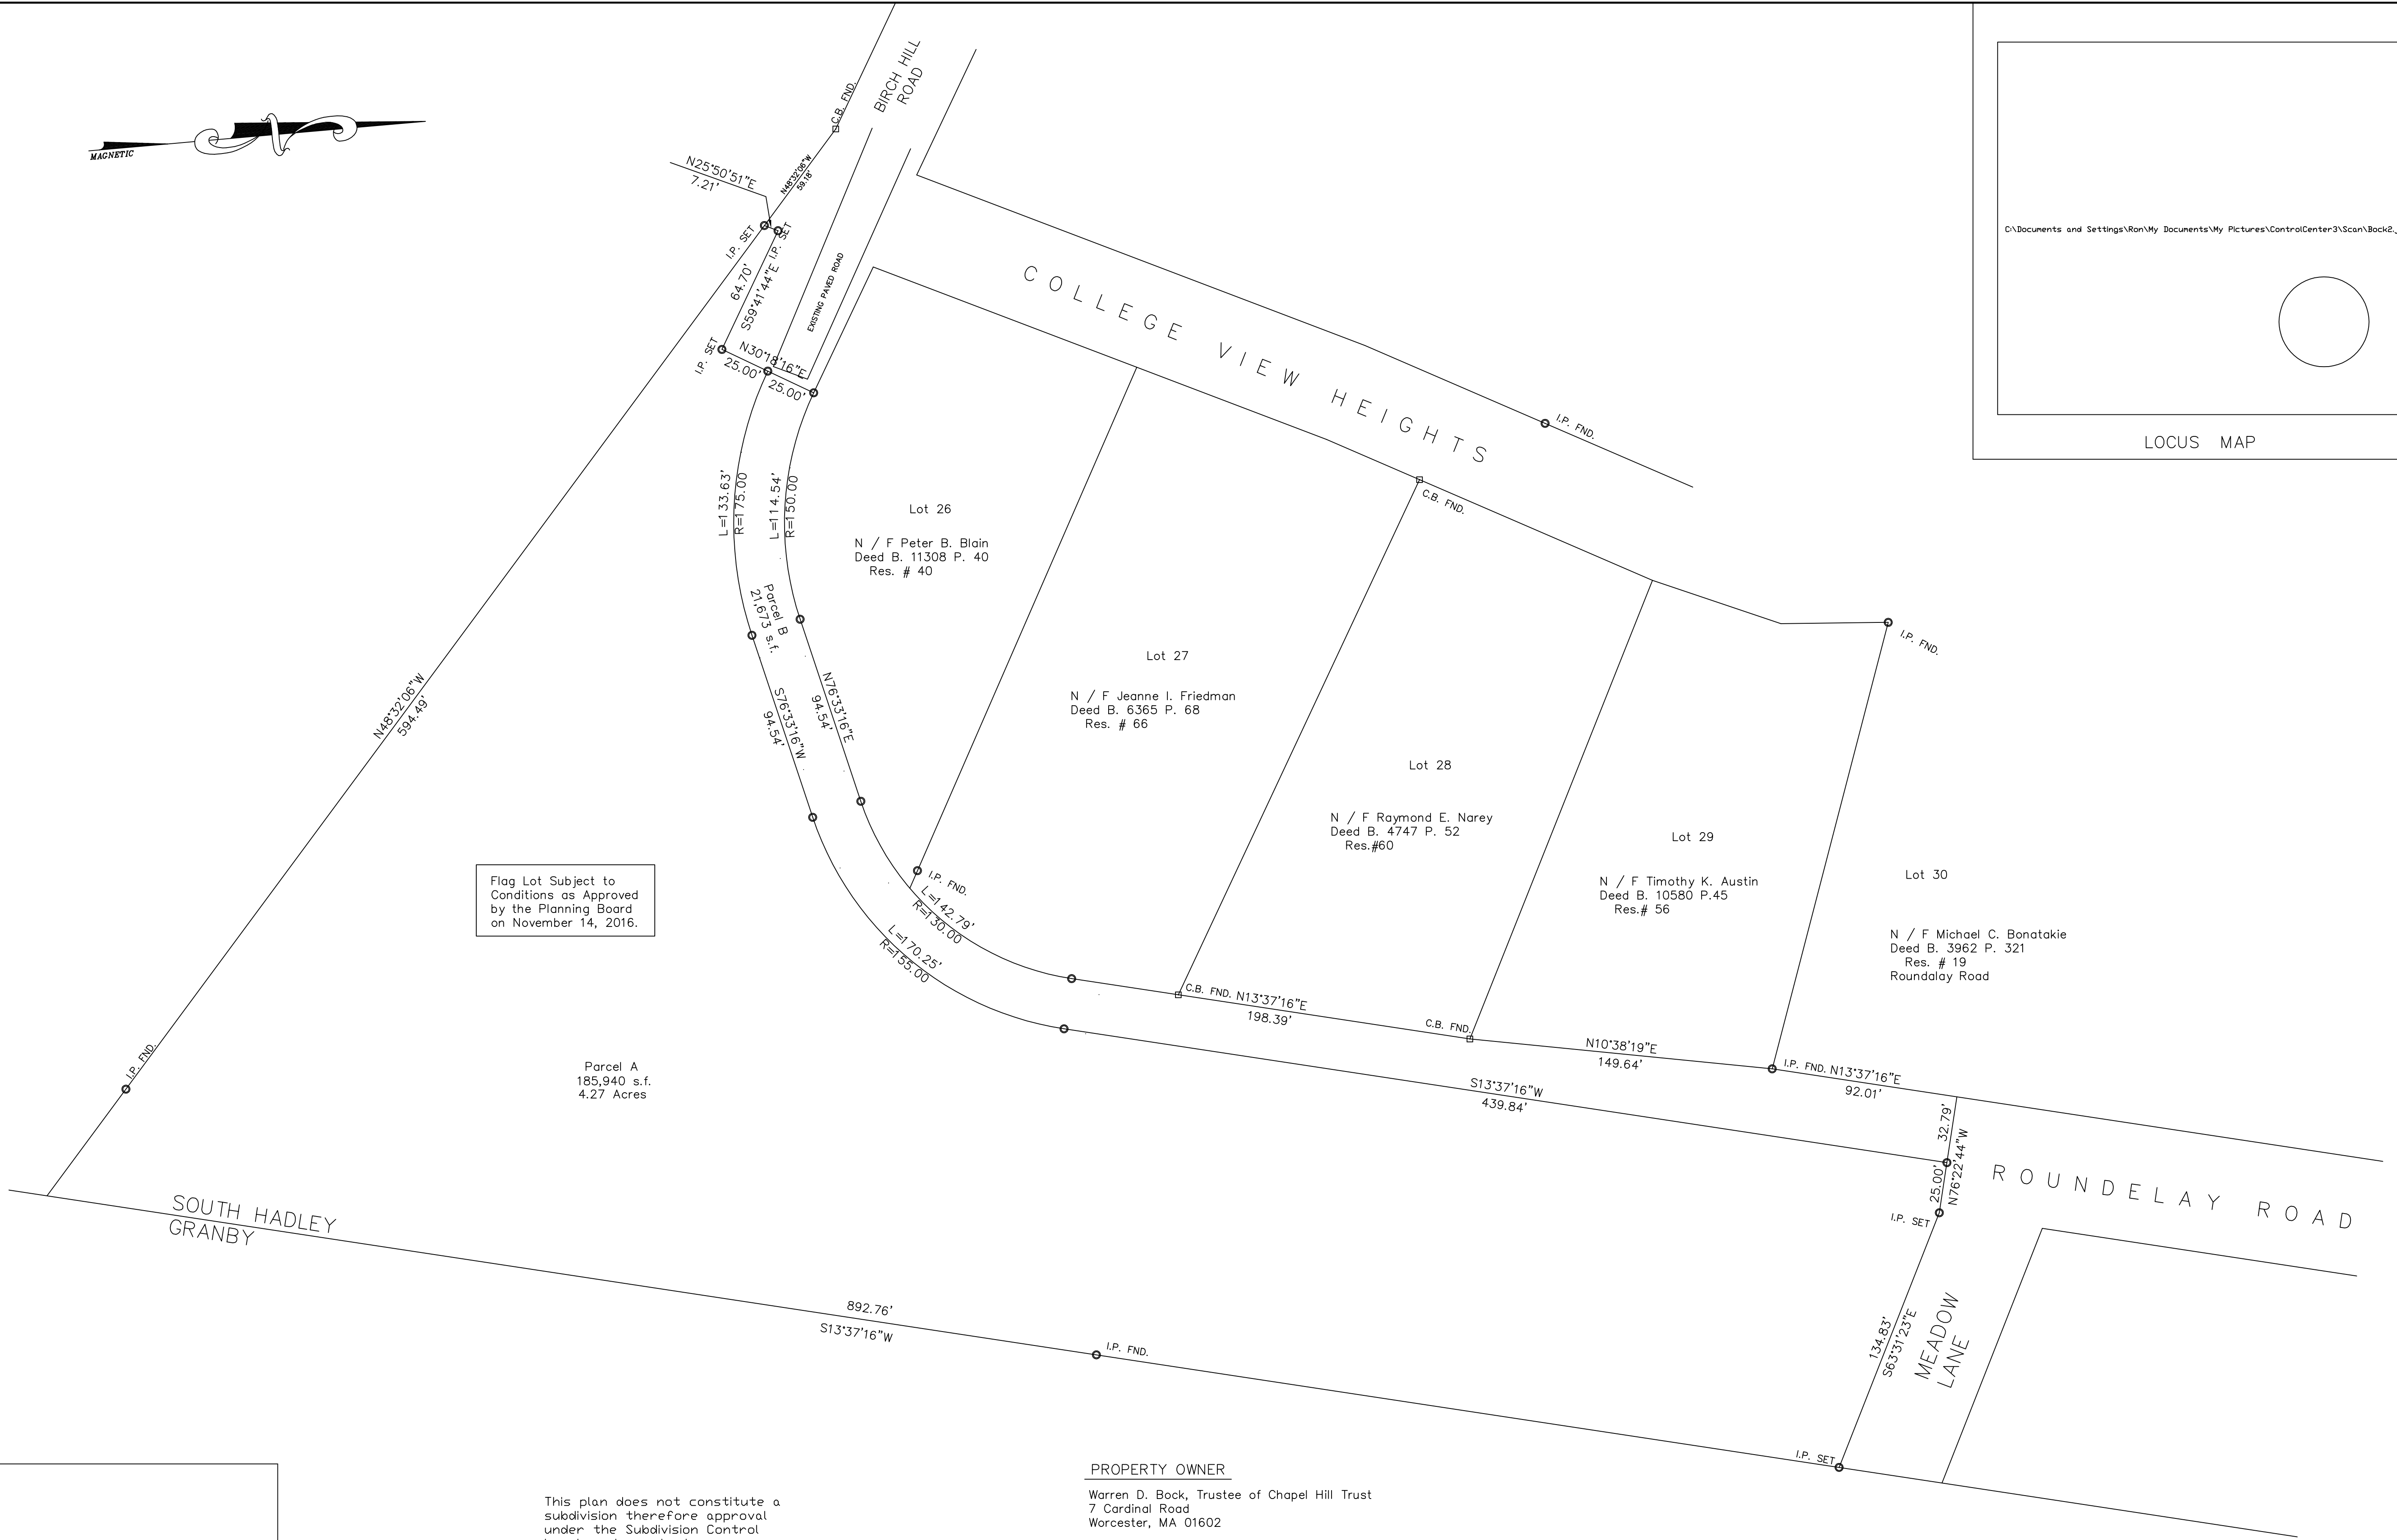 MAGNETIC
N
BIRCH HILL
ROAD
C.B. FND.
N48°32'06"W
59.18'
N25°50'51"E
7.21'
I.P. SET
I.P. SET
64.70'
S59°41'44"E
EXISTING PAVED ROAD
I.P. SET
N30°18'16"E
25.00'
25.00'
COLLEGE VIEW HEIGHTS
I.P. FND.
C:\Documents and Settings\Ron\My Documents\My Pictures\ControlCenter3\Scan\Bock2.
LOCUS MAP
L=133.63'
R=175.00
L=114.54'
R=150.00
Lot 26
N / F Peter B. Blain
Deed B. 11308 P. 40
Res. # 40
C.B. FND.
Parcel B
21,673 s.f.
Lot 27
N / F Jeanne I. Friedman
Deed B. 6365 P. 68
Res. # 66
I.P. FND.
N48°32'06"W
594.49'
S76°33'16"W
94.54'
N76°33'16"E
94.54'
Lot 28
N / F Raymond E. Narey
Deed B. 4747 P. 52
Res.#60
Lot 29
N / F Timothy K. Austin
Deed B. 10580 P.45
Res.# 56
Lot 30
N / F Michael C. Bonatakie
Deed B. 3962 P. 321
Res. # 19
Roundalay Road
Flag Lot Subject to
Conditions as Approved
by the Planning Board
on November 14, 2016.
I.P. FND.
L=142.79'
R=130.00
L=170.25'
R=155.00
C.B. FND.
N13°37'16"E
198.39'
C.B. FND.
N10°38'19"E
149.64'
I.P. FND.
N13°37'16"E
92.01'
I.P. FND.
Parcel A
185,940 s.f.
4.27 Acres
S13°37'16"W
439.84'
32.79'
25.00'
N76°22'44"W
I.P. SET
ROUNDELAY ROAD
SOUTH HADLEY
GRANBY
892.76'
S13°37'16"W
I.P. FND.
134.83'
S63°31'23"E
MEADOW
LANE
I.P. SET
PROPERTY OWNER
Warren D. Bock, Trustee of Chapel Hill Trust
7 Cardinal Road
Worcester, MA 01602
This plan does not constitute a
subdivision therefore approval
under the Subdivision Control